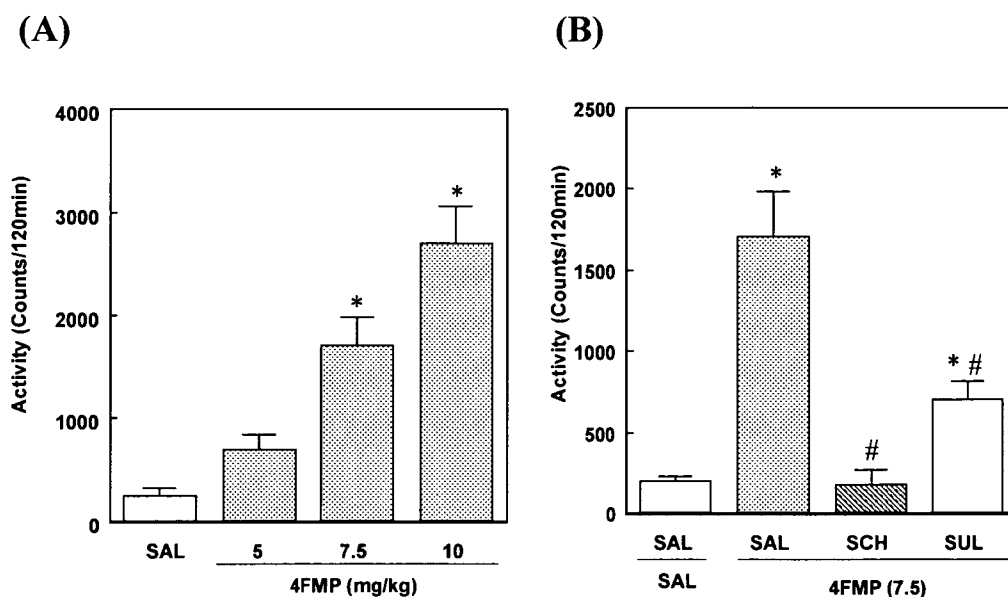 (A)
(B)
Activity (Counts/120min)
4000
3000
2000
1000
0
*
*
SAL
5
7.5
10
4FMP (mg/kg)
Activity (Counts/120min)
2500
2000
1500
1000
500
0
*
#
* #
SAL
SAL
SCH
SUL
SAL
4FMP (7.5)